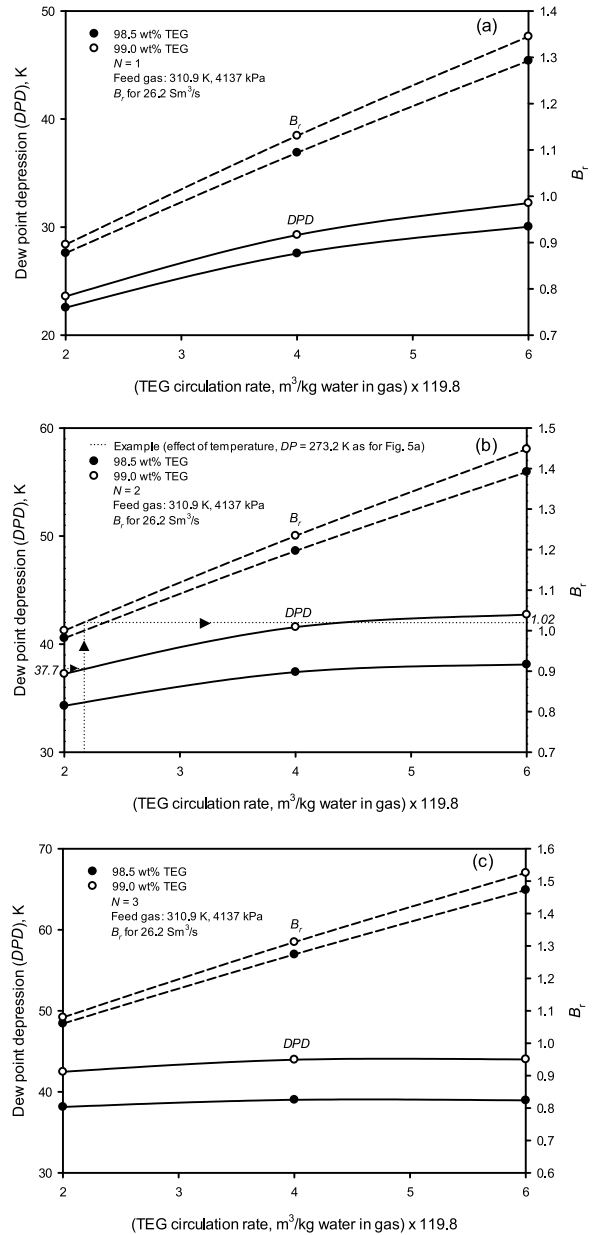 (a)
50
1.4
98.5 wt% TEG
99.0 wt% TEG
N = 1
Feed gas: 310.9 K, 4137 kPa
Br for 26.2 Sm³/s
1.3
40
1.2
Br
1.1
Dew point depression (DPD), K
Br
1.0
30
DPD
0.9
0.8
20
0.7
2 3 4 5 6
(TEG circulation rate, m³/kg water in gas) x 119.8
(b)
60
1.5
Example (effect of temperature, DP = 273.2 K as for Fig. 5a)
98.5 wt% TEG
99.0 wt% TEG
N = 2
Feed gas: 310.9 K, 4137 kPa
Br for 26.2 Sm³/s
1.4
1.3
50
Br
1.2
Dew point depression (DPD), K
Br
1.1
DPD
1.02
40
1.0
37.7
0.9
0.8
30
0.7
2 3 4 5 6
(TEG circulation rate, m³/kg water in gas) x 119.8
(c)
70
1.6
98.5 wt% TEG
99.0 wt% TEG
N = 3
Feed gas: 310.9 K, 4137 kPa
Br for 26.2 Sm³/s
1.5
1.4
60
Br
1.3
1.2
Dew point depression (DPD), K
Br
50
1.1
1.0
DPD
0.9
40
0.8
0.7
30
0.6
2 3 4 5 6
(TEG circulation rate, m³/kg water in gas) x 119.8